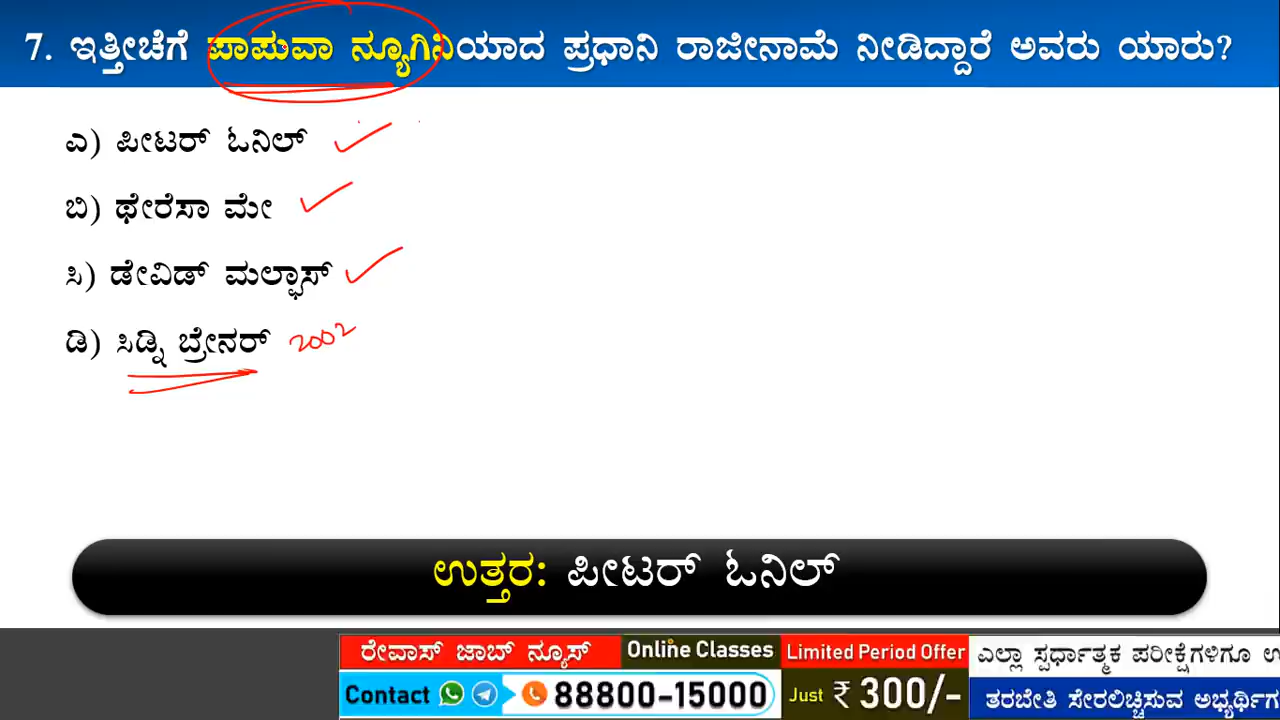 7. ಇತ್ತೀಚೆಗೆ ಪಾಪುವಾ ನ್ಯೂಗಿನಿಯಾದ ಪ್ರಧಾನಿ ರಾಜೀನಾಮೆ ನೀಡಿದ್ದಾರೆ ಅವರು ಯಾರು?
ಎ) ಪೀಟರ್ ಓನಿಲ್
ಬಿ) ಥೇರೆಸಾ ಮೇ
ಸಿ) ಡೇವಿಡ್ ಮಲ್ಫಾಸ್
ಡಿ) ಸಿಡ್ನಿ ಬ್ರೇನರ್ 2002
ಉತ್ತರ: ಪೀಟರ್ ಓನಿಲ್
ರೇವಾಸ್ ಜಾಬ್ ನ್ಯೂಸ್ Online Classes Limited Period Offer ಎಲ್ಲಾ ಸ್ಪರ್ಧಾತ್ಮಕ ಪರೀಕ್ಷೆಗಳಿಗೂ ಉ
Contact 88800-15000 Just ₹ 300/- ತರಬೇತಿ ಸೇರಲಿಚ್ಚಿಸುವ ಅಭ್ಯರ್ಥಿಗ